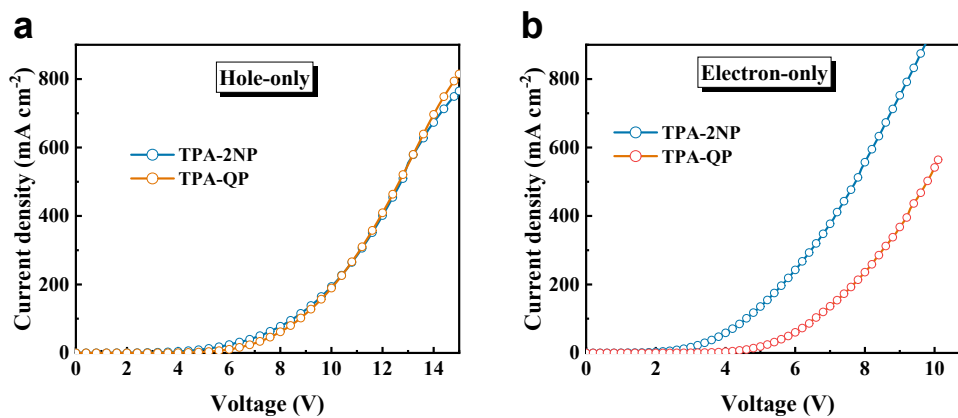 a
Hole-only
TPA-2NP
TPA-QP
Current density (mA cm-2)
0
200
400
600
800
0 2 4 6 8 10 12 14
Voltage (V)
b
Electron-only
TPA-2NP
TPA-QP
Current density (mA cm-2)
0
200
400
600
800
0 2 4 6 8 10
Voltage (V)